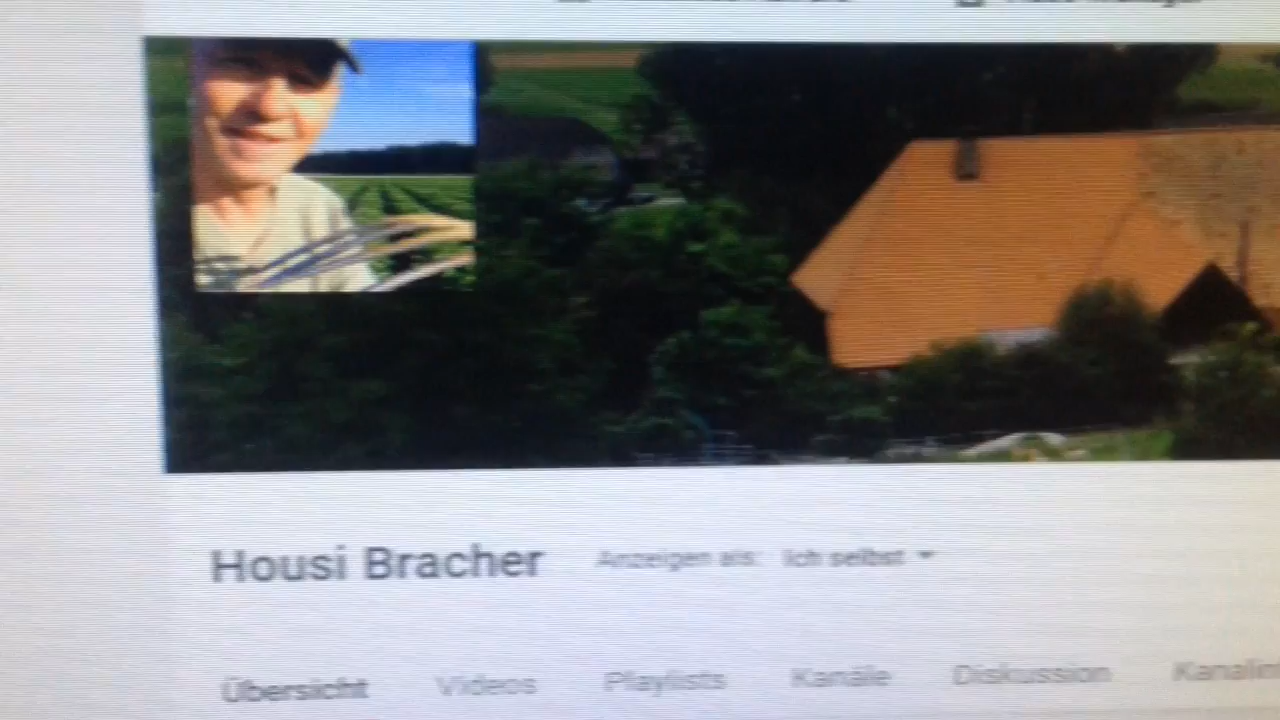 Housi Bracher Anzeigen als: Ich selbst
Übersicht Videos Playlists Kanäle Diskussion